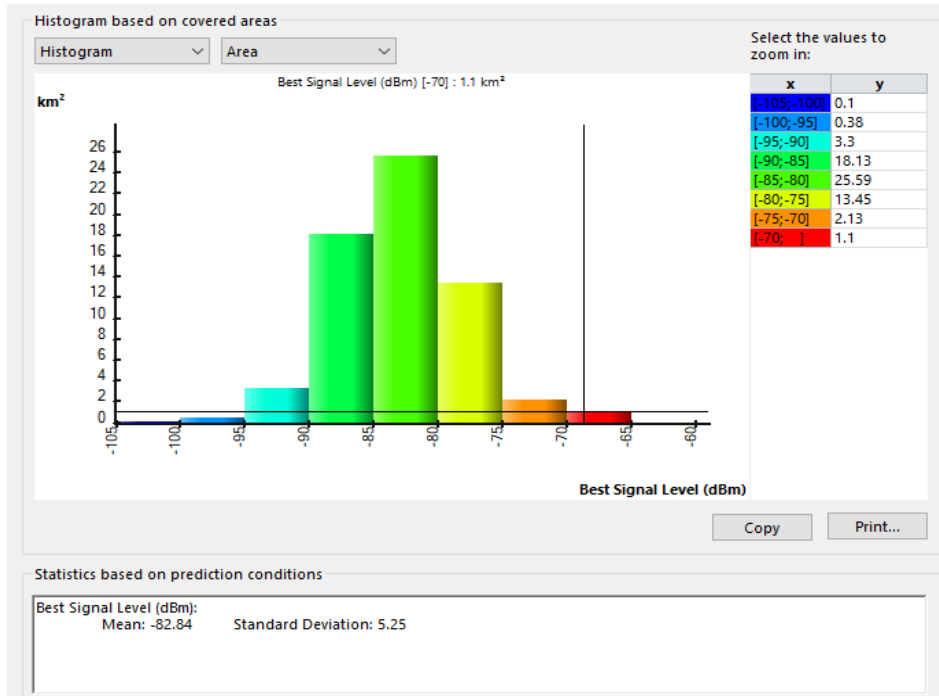 Histogram based on covered areas
Histogram Area
Select the values to
zoom in:
Best Signal Level (dBm) [-70] : 1.1 km²
km²
x y
[-105;-100] 0.1
[-100;-95] 0.38
[-95;-90] 3.3
[-90;-85] 18.13
[-85;-80] 25.59
[-80;-75] 13.45
[-75;-70] 2.13
[-70; ] 1.1
26
24
22
20
18
16
14
12
10
8
6
4
2
0
-105 -100 -95 -90 -85 -80 -75 -70 -65 -60
Best Signal Level (dBm)
Copy Print...
Statistics based on prediction conditions
Best Signal Level (dBm):
Mean: -82.84 Standard Deviation: 5.25